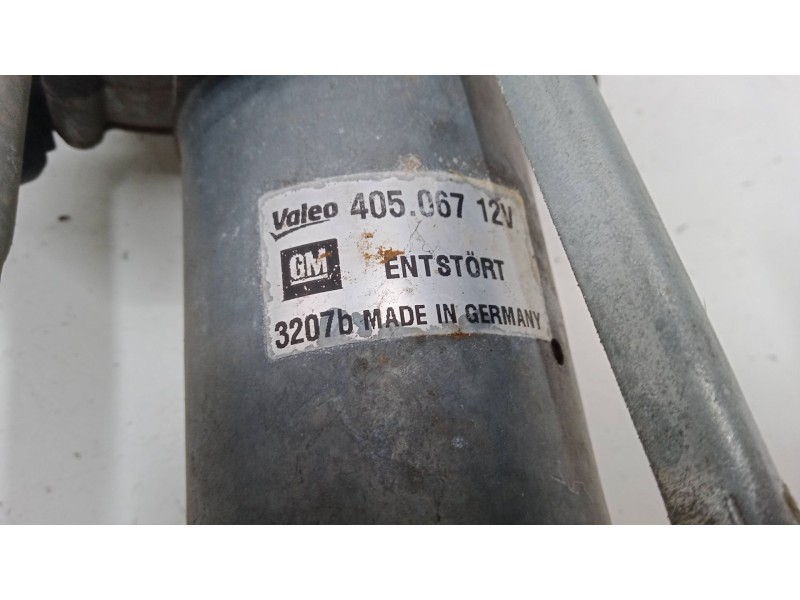 Valeo 405.067 12V
GM ENTSTÖRT
3207b MADE IN GERMANY